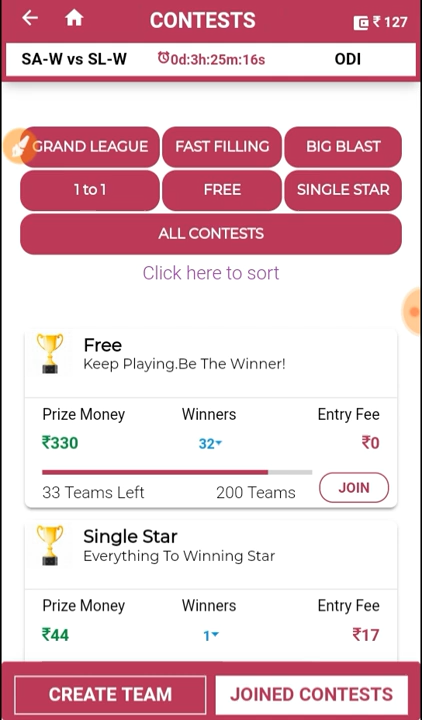 CONTESTS
₹ 127
SA-W vs SL-W 0d:3h:25m:16s ODI
GRAND LEAGUE FAST FILLING BIG BLAST
1 to 1 FREE SINGLE STAR
ALL CONTESTS
Click here to sort
Free
Keep Playing.Be The Winner!
Prize Money Winners Entry Fee
₹330 32 ₹0
33 Teams Left 200 Teams JOIN
Single Star
Everything To Winning Star
Prize Money Winners Entry Fee
₹44 1 ₹17
CREATE TEAM JOINED CONTESTS